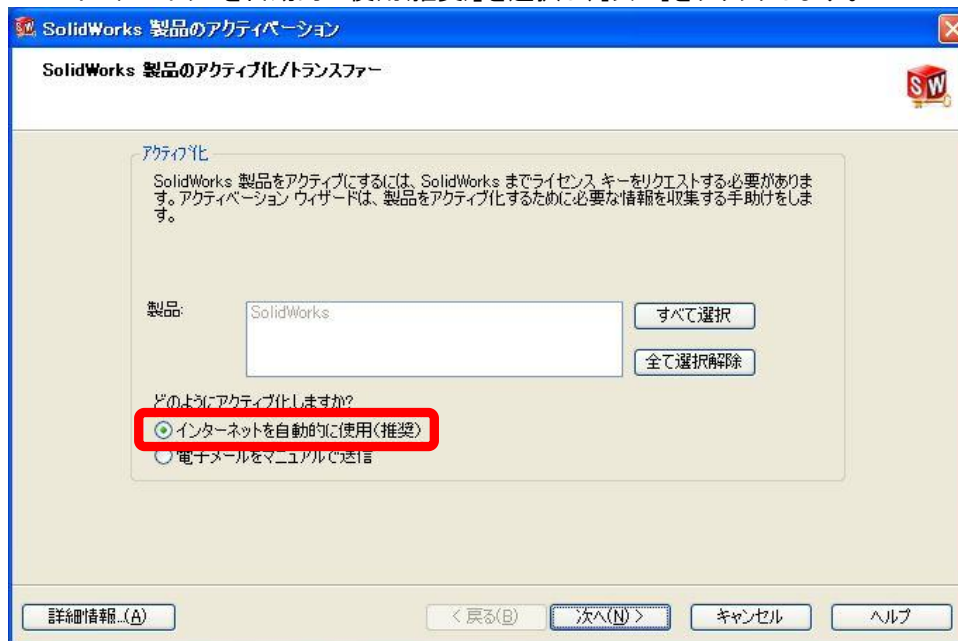 SolidWorks 製品のアクティベーション
SolidWorks 製品のアクティブ化/トランスファー
SW
アクティブ化
SolidWorks 製品をアクティブにするには、SolidWorks までライセンス キーをリクエストする必要がありま
す。アクティベーション ウィザードは、製品をアクティブ化するために必要な情報を収集する手助けをしま
す。
製品:
SolidWorks
すべて選択
全て選択解除
どのようにアクティブ化しますか?
インターネットを自動的に使用(推奨)
電子メールをマニュアルで送信
詳細情報...(A)
< 戻る(B)
次へ(N) >
キャンセル
ヘルプ